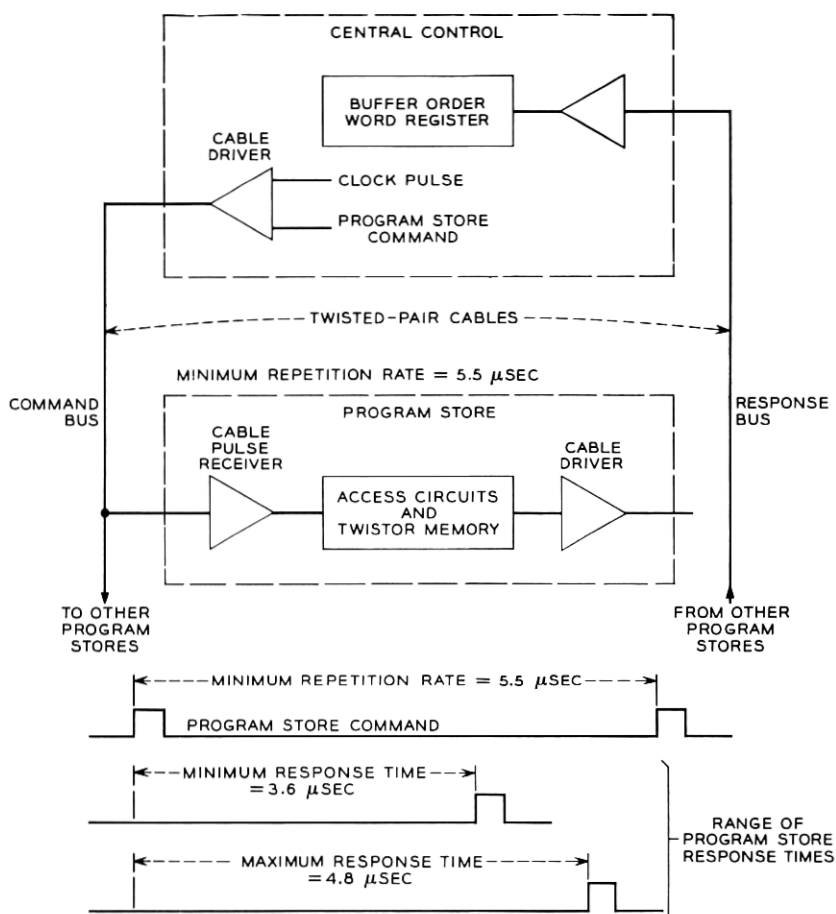 CENTRAL CONTROL
BUFFER ORDER
WORD REGISTER
CABLE
DRIVER
CLOCK PULSE
PROGRAM STORE
COMMAND
TWISTED-PAIR CABLES
MINIMUM REPETITION RATE = 5.5 μSEC
COMMAND
BUS
RESPONSE
BUS
PROGRAM STORE
CABLE
PULSE
RECEIVER
ACCESS CIRCUITS
AND
TWISTOR MEMORY
CABLE
DRIVER
TO OTHER
PROGRAM
STORES
FROM OTHER
PROGRAM
STORES
MINIMUM REPETITION RATE = 5.5 μSEC
PROGRAM STORE COMMAND
MINIMUM RESPONSE TIME
=3.6 μSEC
MAXIMUM RESPONSE TIME
=4.8 μSEC
RANGE OF
PROGRAM STORE
RESPONSE TIMES